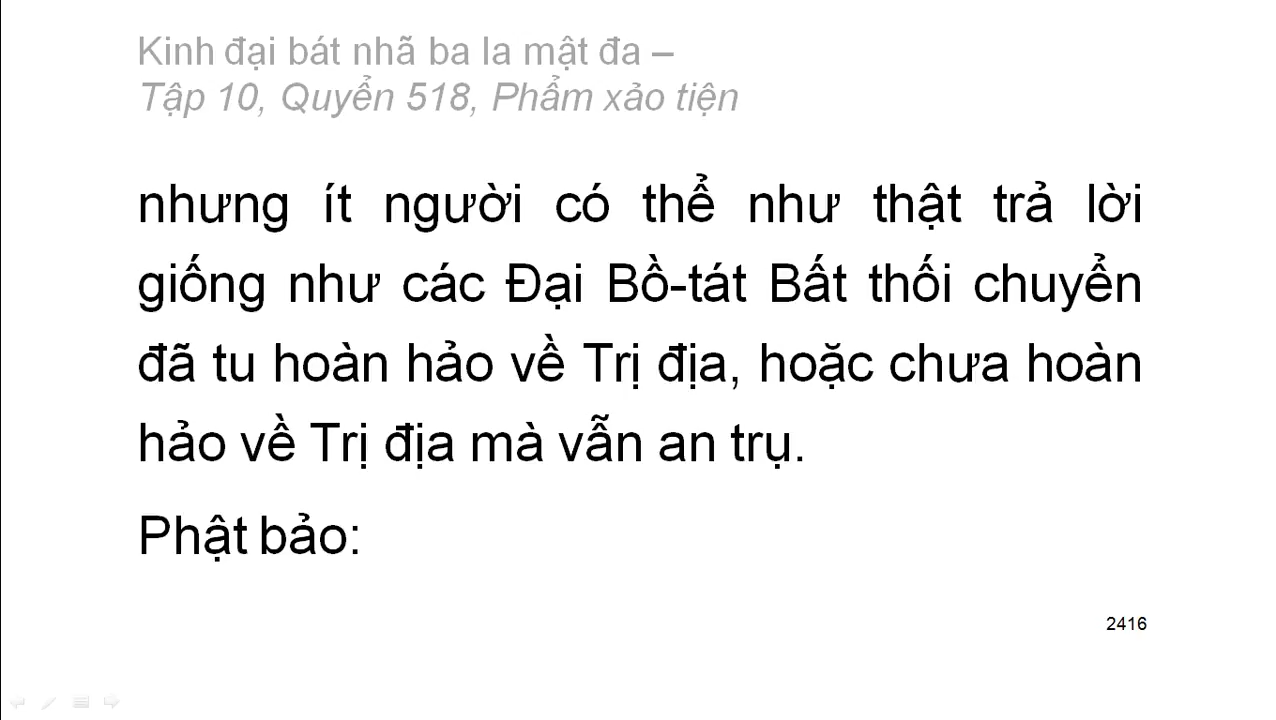 Kinh đại bát nhã ba la mật đa –
Tập 10, Quyển 518, Phẩm xảo tiện
nhưng ít người có thể như thật trả lời
giống như các Đại Bồ-tát Bất thối chuyển
đã tu hoàn hảo về Trị địa, hoặc chưa hoàn
hảo về Trị địa mà vẫn an trụ.
Phật bảo:
2416